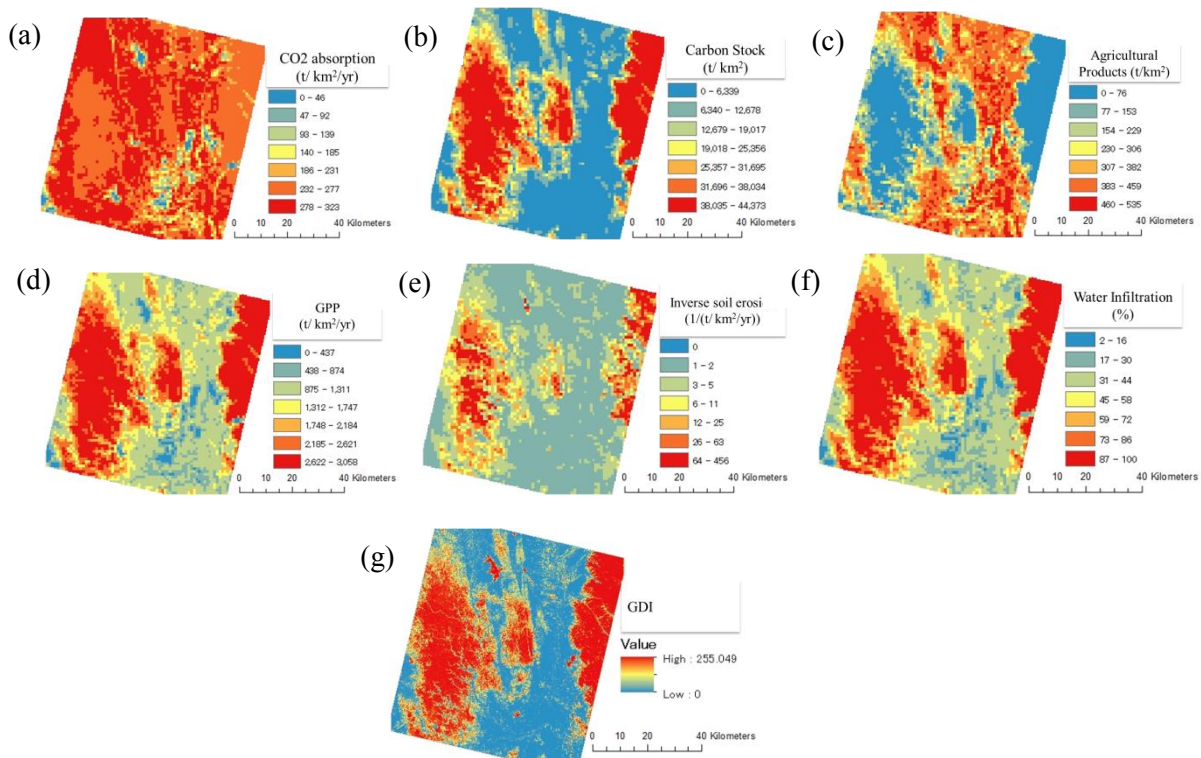 (a)
CO2 absorption
(t/ km²/yr)
0 – 46
47 – 92
93 – 139
140 – 185
186 – 231
232 – 277
278 – 323
0 10 20 40 Kilometers
(b)
Carbon Stock
(t/ km²)
0 – 6,339
6,340 – 12,678
12,679 – 19,017
19,018 – 25,356
25,357 – 31,695
31,696 – 38,034
38,035 – 44,373
0 10 20 40 Kilometers
(c)
Agricultural
Products (t/km²)
0 – 76
77 – 153
154 – 229
230 – 306
307 – 382
383 – 459
460 – 535
0 10 20 40 Kilometers
(d)
GPP
(t/ km²/yr)
0 – 437
438 – 874
875 – 1,311
1,312 – 1,747
1,748 – 2,184
2,185 – 2,621
2,622 – 3,058
0 10 20 40 Kilometers
(e)
Inverse soil erosi
(1/(t/ km²/yr))
0
1 – 2
3 – 5
6 – 11
12 – 25
26 – 63
64 – 456
0 10 20 40 Kilometers
(f)
Water Infiltration
(%)
2 – 16
17 – 30
31 – 44
45 – 58
59 – 72
73 – 86
87 – 100
0 10 20 40 Kilometers
(g)
GDI
Value
High : 255.049
Low : 0
0 10 20 40 Kilometers